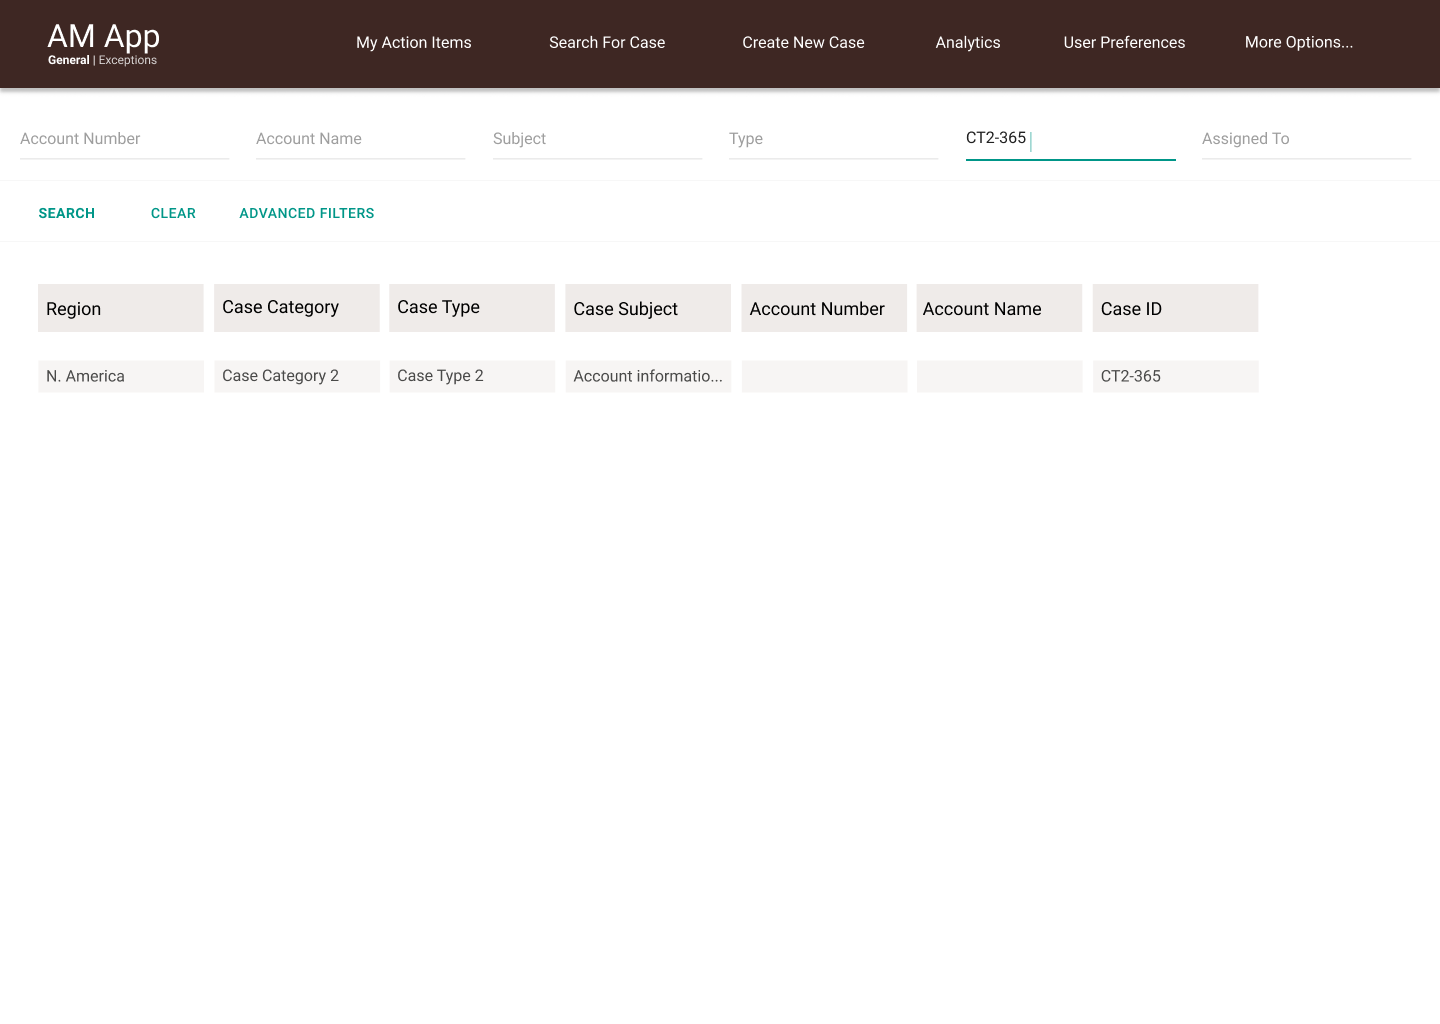 AM App
General | Exceptions
My Action Items
Search For Case
Create New Case
Analytics
User Preferences
More Options...
Account Number
Account Name
Subject
Type
CT2-365
Assigned To
SEARCH
CLEAR
ADVANCED FILTERS
Region
Case Category
Case Type
Case Subject
Account Number
Account Name
Case ID
N. America
Case Category 2
Case Type 2
Account informatio...
CT2-365